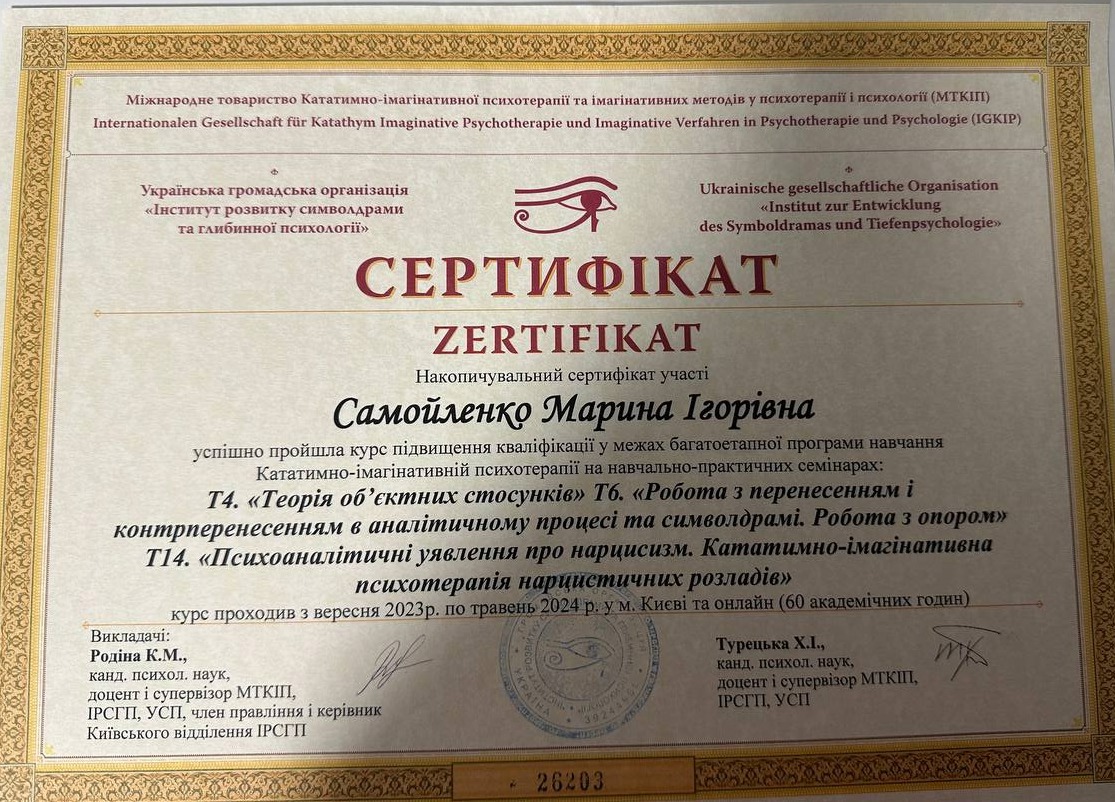 Міжнародне товариство Кататимно-імагінативної психотерапії та імагінативних методів у психотерапії і психології (МТКІП)
Internationalen Gesellschaft für Katathym Imaginative Psychotherapie und Imaginative Verfahren in Psychotherapie und Psychologie (IGKIP)
Українська громадська організація
«Інститут розвитку символдрами
та глибинної психології»
Ukrainische gesellschaftliche Organisation
«Institut zur Entwicklung
des Symboldramas und Tiefenpsychologie»
СЕРТИФІКАТ
ZERTIFIKAT
Накопичувальний сертифікат участі
Самойленко Марина Ігорівна
успішно пройшла курс підвищення кваліфікації у межах багатоетапної програми навчання
Кататимно-імагінативній психотерапії на навчально-практичних семінарах:
Т4. «Теорія об’єктних стосунків» Т6. «Робота з перенесенням і
контрперенесенням в аналітичному процесі та символдрамі. Робота з опором»
Т14. «Психоаналітичні уявлення про нарцисизм. Кататимно-імагінативна
психотерапія нарцистичних розладів»
курс проходив з вересня 2023р. по травень 2024 р. у м. Києві та онлайн (60 академічних годин)
Викладачі:
Родіна К.М.,
канд. психол. наук,
доцент і супервізор МТКІП,
ІРСГП, УСП, член правління і керівник
Київського відділення ІРСГП
Турецька Х.І.,
канд. психол. наук,
доцент і супервізор МТКІП,
ІРСГП, УСП
26203